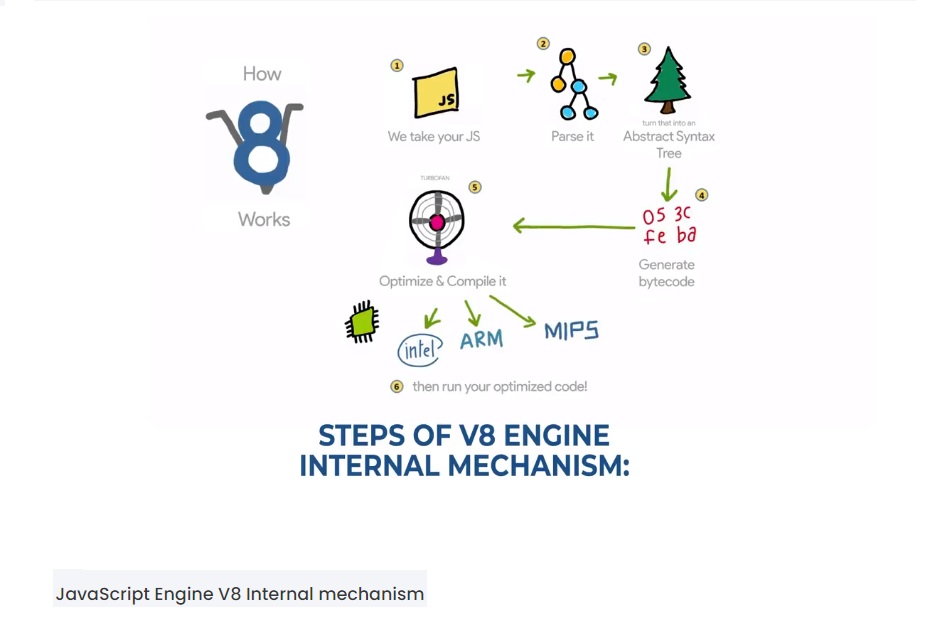 How
8
Works
1
JS
We take your JS
2
Parse it
3
turn that into an
Abstract Syntax
Tree
4
05 3c
fe ba
Generate
bytecode
TURBOFAN
5
Optimize & Compile it
intel
ARM
MIPS
6 then run your optimized code!
STEPS OF V8 ENGINE
INTERNAL MECHANISM:
JavaScript Engine V8 Internal mechanism